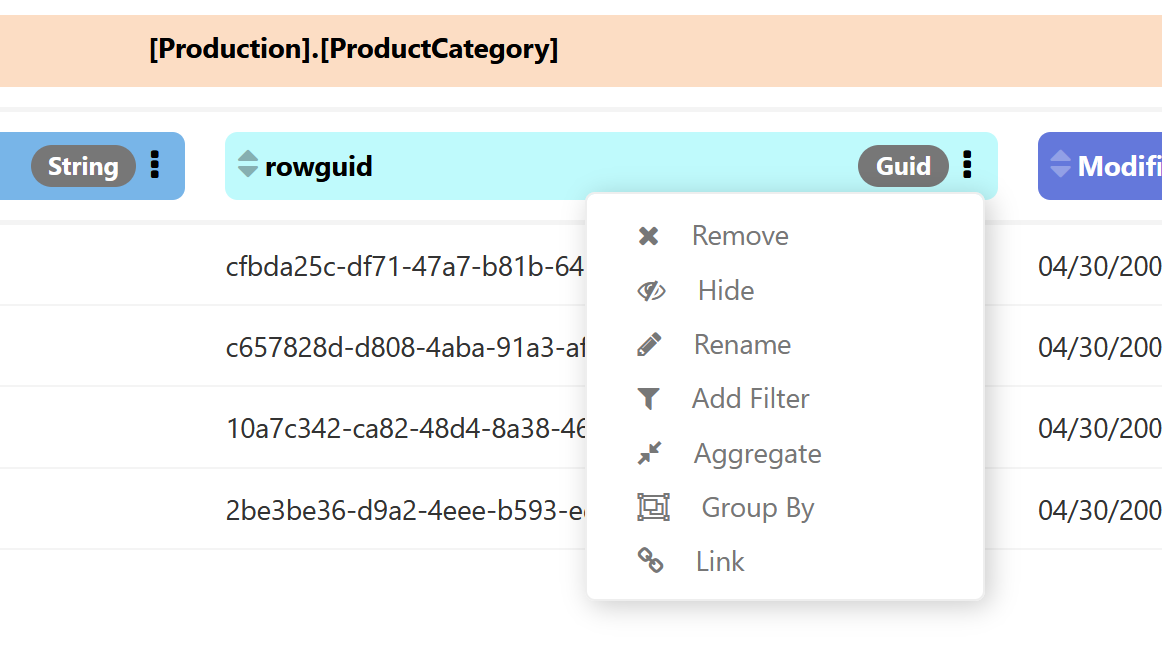 [Production].[ProductCategory]
String rowguid Guid Modifi
Remove
cfbda25c-df71-47a7-b81b-64 04/30/200
Hide
Rename
c657828d-d808-4aba-91a3-af 04/30/200
Add Filter
10a7c342-ca82-48d4-8a38-46 04/30/200
Aggregate
Group By
2be3be36-d9a2-4eee-b593-e 04/30/200
Link